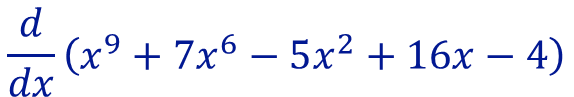 d/dx (x⁹ + 7x⁶ − 5x² + 16x − 4)